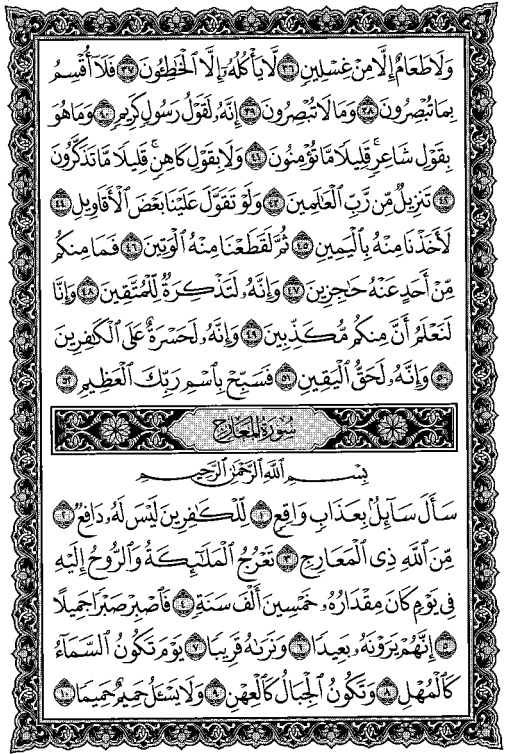 وَلَا طَعَامٌ إِلَّا مِنْ غِسْلِينٍ ٣٦ لَّا يَأْكُلُهُۥٓ إِلَّا ٱلْخَٰطِـُٔونَ ٣٧ فَلَآ أُقْسِمُ
بِمَا تُبْصِرُونَ ٣٨ وَمَا لَا تُبْصِرُونَ ٣٩ إِنَّهُۥ لَقَوْلُ رَسُولٍ كَرِيمٍ ٤٠ وَمَا هُوَ
بِقَوْلِ شَاعِرٍ ۚ قَلِيلًا مَّا تُؤْمِنُونَ ٤١ وَلَا بِقَوْلِ كَاهِنٍ ۚ قَلِيلًا مَّا تَذَكَّرُونَ
٤٢ تَنزِيلٌ مِّن رَّبِّ ٱلْعَٰلَمِينَ ٤٣ وَلَوْ تَقَوَّلَ عَلَيْنَا بَعْضَ ٱلْأَقَاوِيلِ ٤٤
لَأَخَذْنَا مِنْهُ بِٱلْيَمِينِ ٤٥ ثُمَّ لَقَطَعْنَا مِنْهُ ٱلْوَتِينَ ٤٦ فَمَا مِنكُم
مِّنْ أَحَدٍ عَنْهُ حَٰجِزِينَ ٤٧ وَإِنَّهُۥ لَتَذْكِرَةٌ لِّلْمُتَّقِينَ ٤٨ وَإِنَّا
لَنَعْلَمُ أَنَّ مِنكُم مُّكَذِّبِينَ ٤٩ وَإِنَّهُۥ لَحَسْرَةٌ عَلَى ٱلْكَٰفِرِينَ
٥٠ وَإِنَّهُۥ لَحَقُّ ٱلْيَقِينِ ٥١ فَسَبِّحْ بِٱسْمِ رَبِّكَ ٱلْعَظِيمِ ٥٢
سُورَةُ المَعَارِجِ
بِسْمِ ٱللَّهِ ٱلرَّحْمَٰنِ ٱلرَّحِيمِ
سَأَلَ سَآئِلٌۢ بِعَذَابٍ وَاقِعٍ ١ لِّلْكَٰفِرِينَ لَيْسَ لَهُۥ دَافِعٌ ٢
مِّنَ ٱللَّهِ ذِى ٱلْمَعَارِجِ ٣ تَعْرُجُ ٱلْمَلَٰٓئِكَةُ وَٱلرُّوحُ إِلَيْهِ
فِى يَوْمٍ كَانَ مِقْدَارُهُۥ خَمْسِينَ أَلْفَ سَنَةٍ ٤ فَٱصْبِرْ صَبْرًا جَمِيلًا
٥ إِنَّهُمْ يَرَوْنَهُۥ بَعِيدًا ٦ وَنَرَىٰهُ قَرِيبًا ٧ يَوْمَ تَكُونُ ٱلسَّمَآءُ
كَٱلْمُهْلِ ٨ وَتَكُونُ ٱلْجِبَالُ كَٱلْعِهْنِ ٩ وَلَا يَسْـَٔلُ حَمِيمٌ حَمِيمًا ١٠